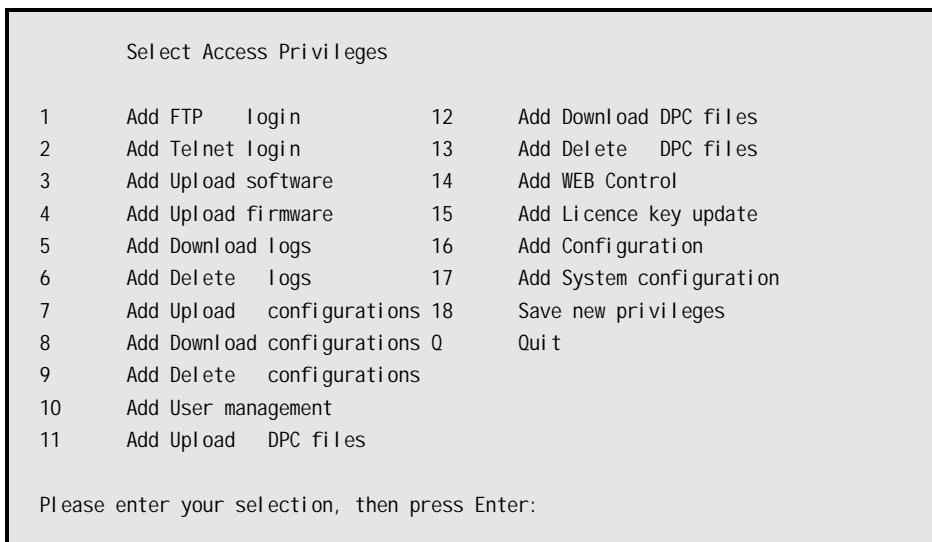 Select Access Privileges
1 Add FTP login 12 Add Download DPC files
2 Add Telnet login 13 Add Delete DPC files
3 Add Upload software 14 Add WEB Control
4 Add Upload firmware 15 Add Licence key update
5 Add Download logs 16 Add Configuration
6 Add Delete logs 17 Add System configuration
7 Add Upload configurations 18 Save new privileges
8 Add Download configurations Q Quit
9 Add Delete configurations
10 Add User management
11 Add Upload DPC files
Please enter your selection, then press Enter: